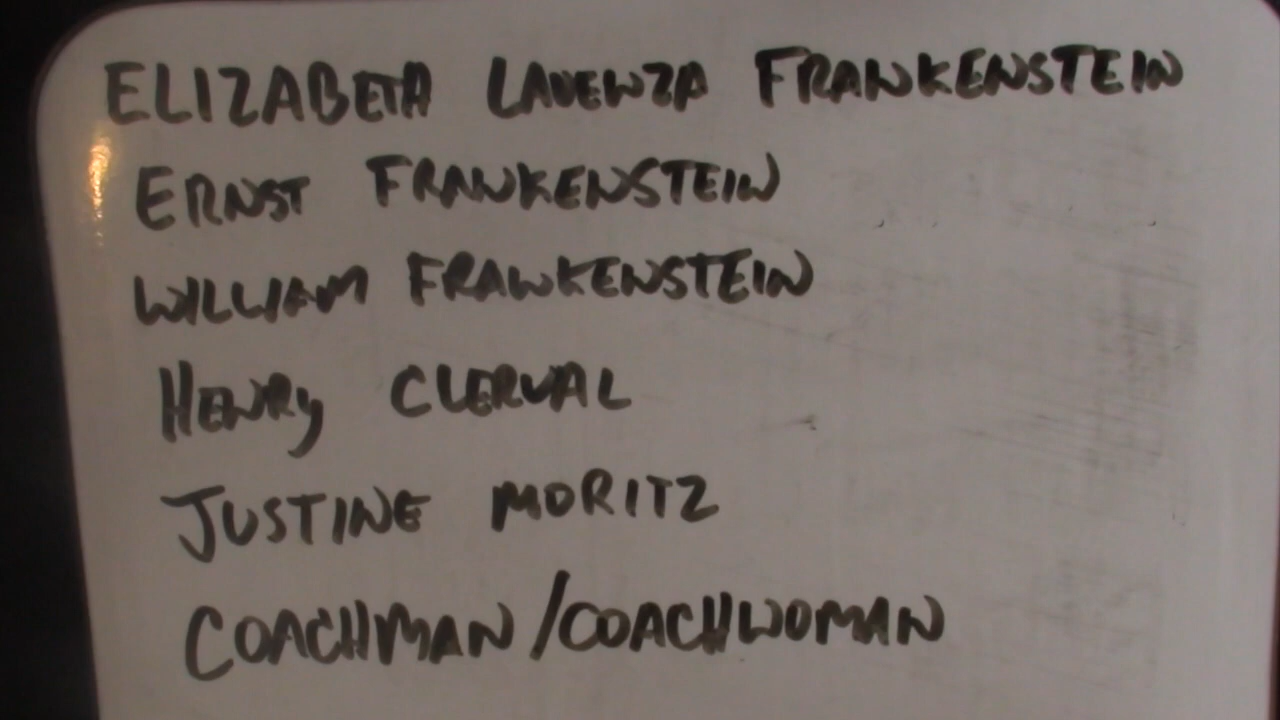 ELIZABETA LAVENZA FRANKENSTEIN
ERNST FRANKENSTEIN
WILLIAM FRANKENSTEIN
HENRY CLERVAL
JUSTINE MORITZ
COACHMAN/COACHWOMAN